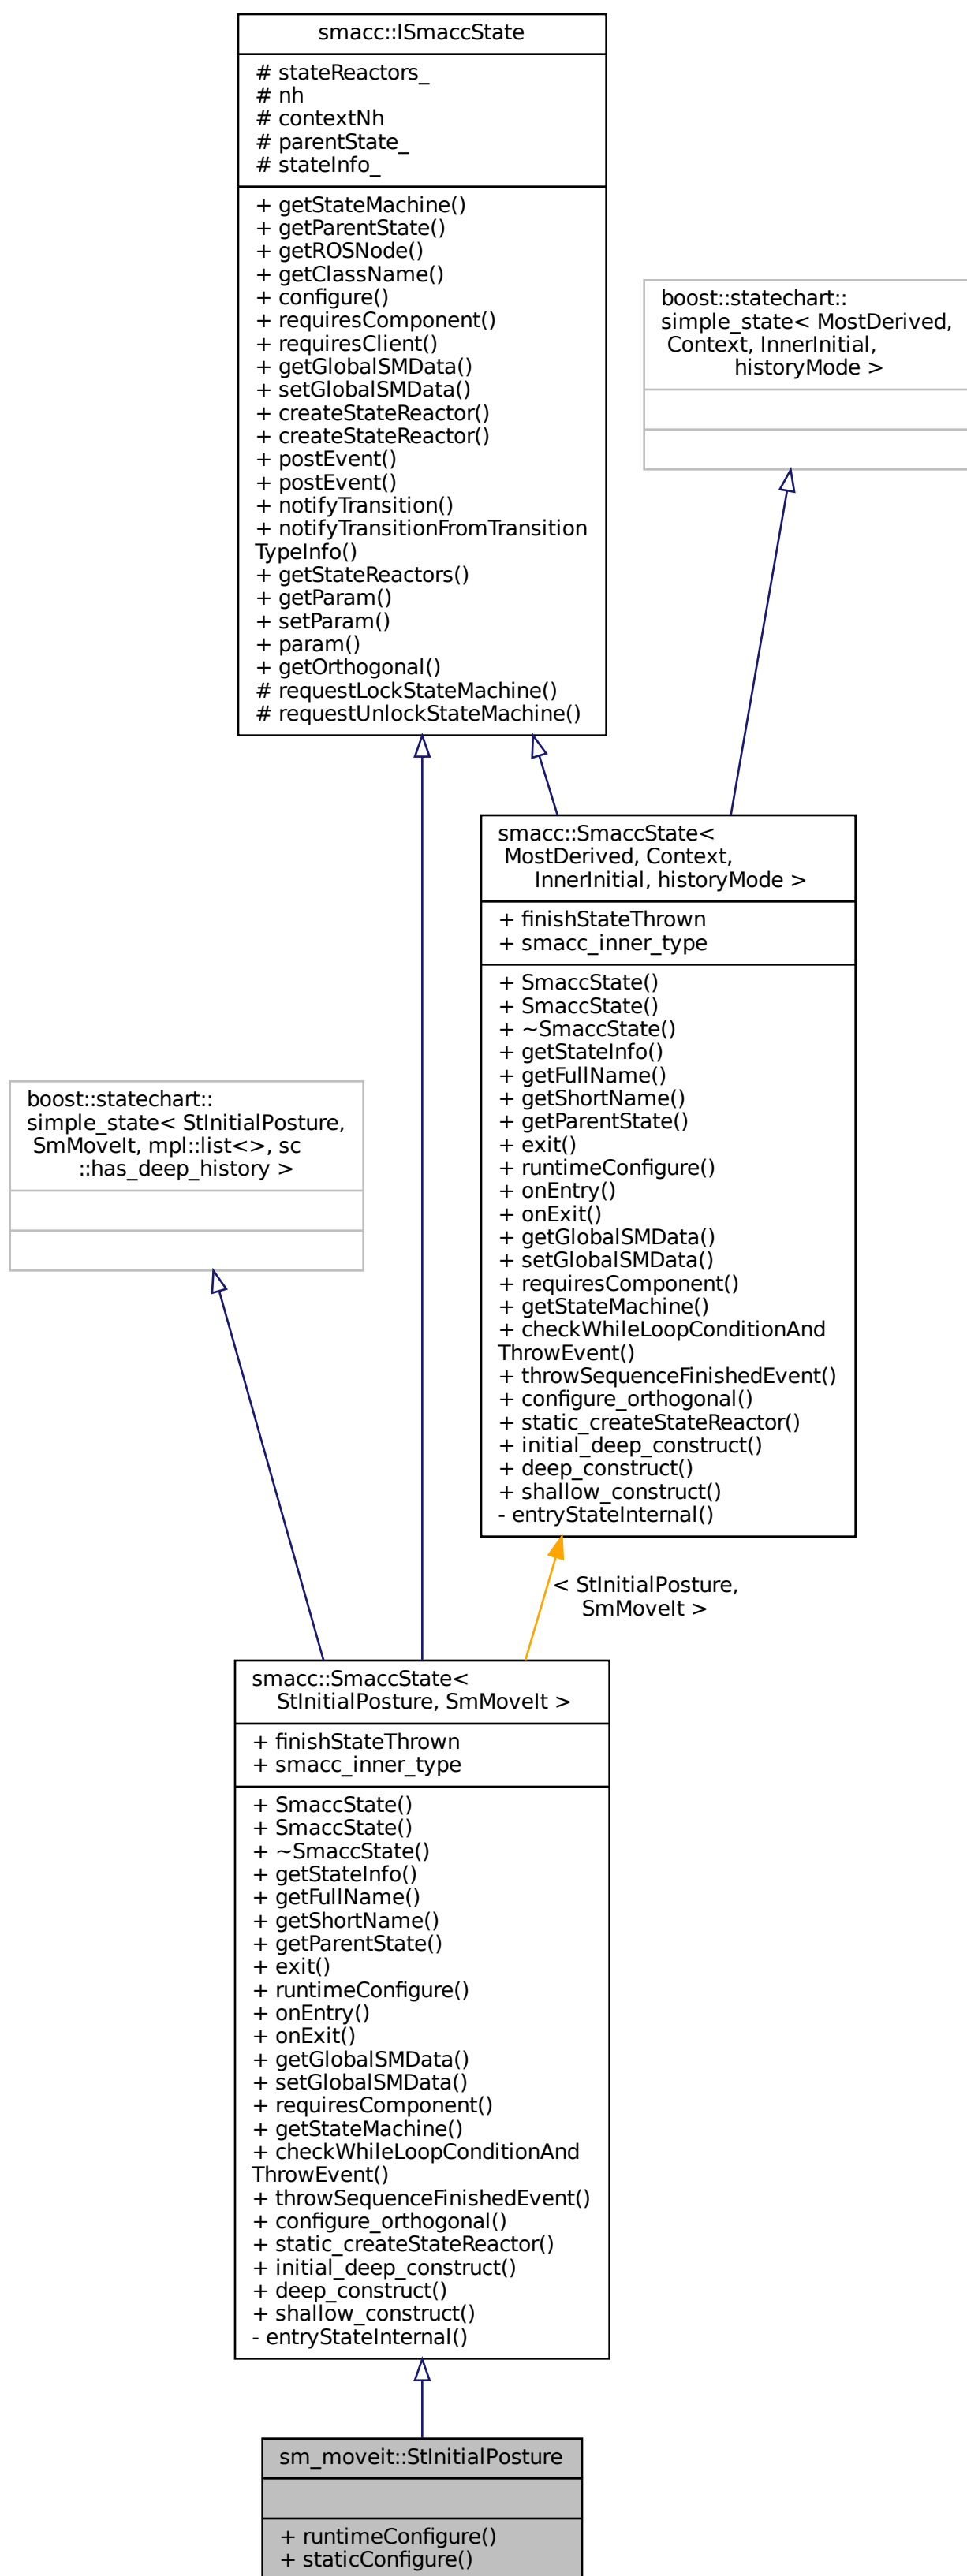 smacc::ISmaccState
# stateReactors_
# nh
# contextNh
# parentState_
# stateInfo_
+ getStateMachine()
+ getParentState()
+ getROSNode()
+ getClassName()
+ configure()
+ requiresComponent()
+ requiresClient()
+ getGlobalSMData()
+ setGlobalSMData()
+ createStateReactor()
+ createStateReactor()
+ postEvent()
+ postEvent()
+ notifyTransition()
+ notifyTransitionFromTransition
TypeInfo()
+ getStateReactors()
+ getParam()
+ setParam()
+ param()
+ getOrthogonal()
# requestLockStateMachine()
# requestUnlockStateMachine()
boost::statechart::
simple_state< MostDerived,
Context, InnerInitial,
historyMode >
smacc::SmaccState<
MostDerived, Context,
InnerInitial, historyMode >
+ finishStateThrown
+ smacc_inner_type
+ SmaccState()
+ SmaccState()
+ ~SmaccState()
+ getStateInfo()
+ getFullName()
+ getShortName()
+ getParentState()
+ exit()
+ runtimeConfigure()
+ onEntry()
+ onExit()
+ getGlobalSMData()
+ setGlobalSMData()
+ requiresComponent()
+ getStateMachine()
+ checkWhileLoopConditionAnd
ThrowEvent()
+ throwSequenceFinishedEvent()
+ configure_orthogonal()
+ static_createStateReactor()
+ initial_deep_construct()
+ deep_construct()
+ shallow_construct()
- entryStateInternal()
boost::statechart::
simple_state< StInitialPosture,
SmMoveIt, mpl::list<>, sc
::has_deep_history >
< StInitialPosture,
SmMoveIt >
smacc::SmaccState<
StInitialPosture, SmMoveIt >
+ finishStateThrown
+ smacc_inner_type
+ SmaccState()
+ SmaccState()
+ ~SmaccState()
+ getStateInfo()
+ getFullName()
+ getShortName()
+ getParentState()
+ exit()
+ runtimeConfigure()
+ onEntry()
+ onExit()
+ getGlobalSMData()
+ setGlobalSMData()
+ requiresComponent()
+ getStateMachine()
+ checkWhileLoopConditionAnd
ThrowEvent()
+ throwSequenceFinishedEvent()
+ configure_orthogonal()
+ static_createStateReactor()
+ initial_deep_construct()
+ deep_construct()
+ shallow_construct()
- entryStateInternal()
sm_moveit::StInitialPosture
+ runtimeConfigure()
+ staticConfigure()